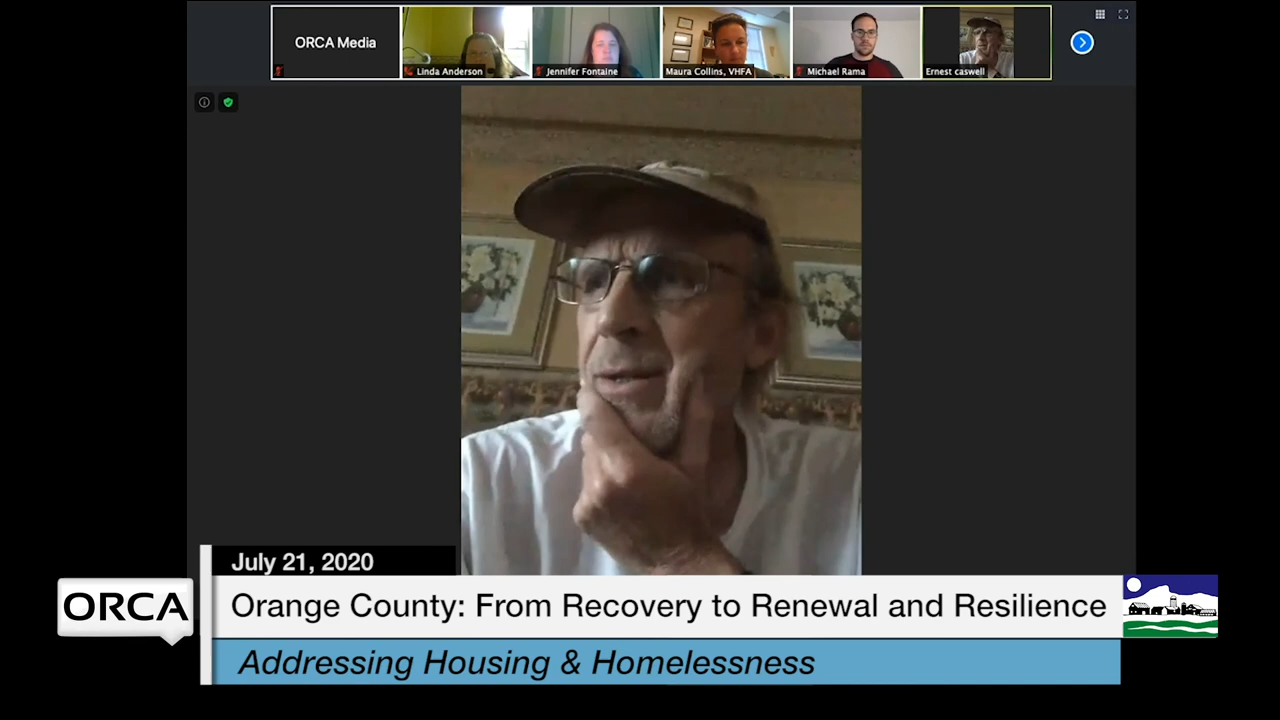 ORCA Media
Linda Anderson
Jennifer Fontaine
Maura Collins, VHFA
Michael Rama
Ernest caswell
July 21, 2020
ORCA
Orange County: From Recovery to Renewal and Resilience
Addressing Housing & Homelessness